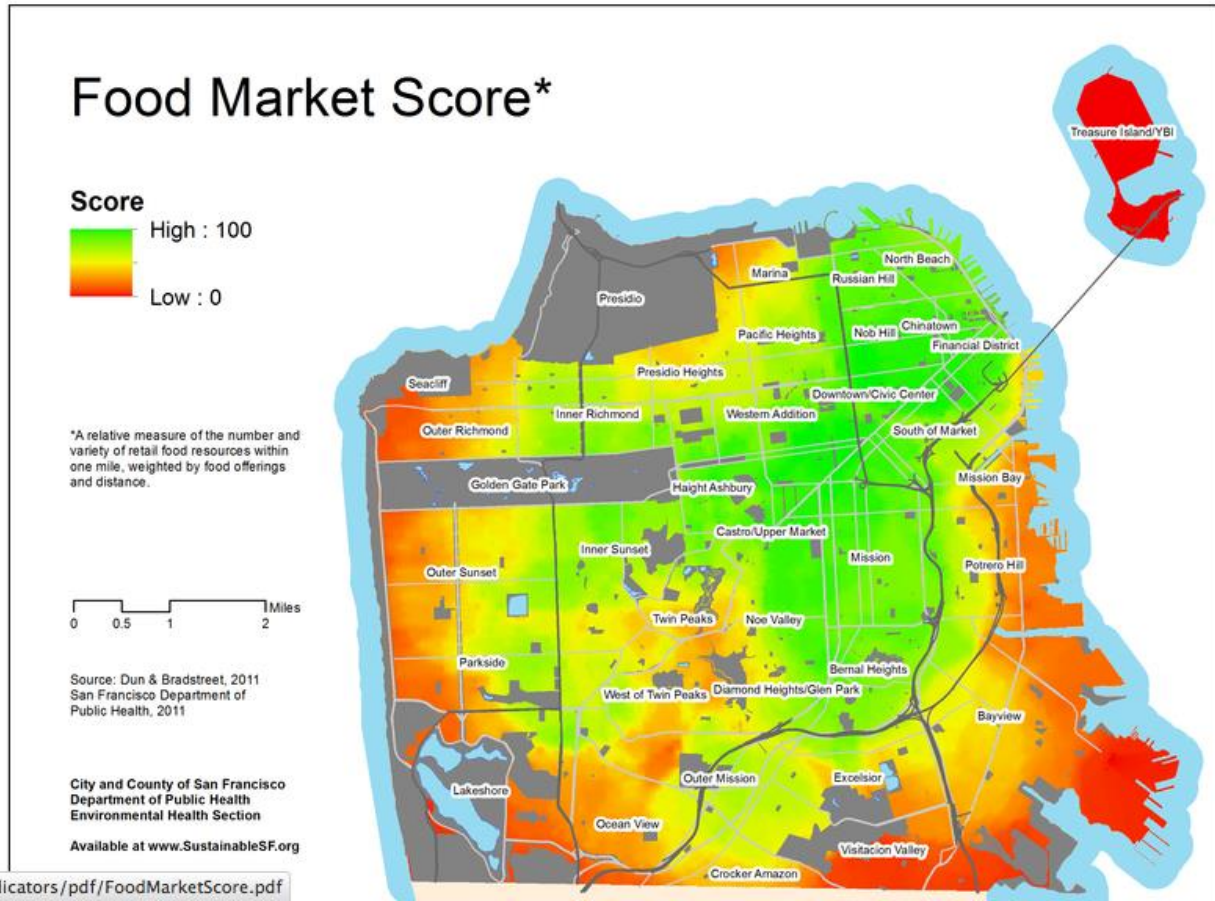 Food Market Score*
Score
High : 100
Low : 0
*A relative measure of the number and
variety of retail food resources within
one mile, weighted by food offerings
and distance.
Miles
0 0.5 1 2
Source: Dun & Bradstreet, 2011
San Francisco Department of
Public Health, 2011
City and County of San Francisco
Department of Public Health
Environmental Health Section
Available at www.SustainableSF.org
dicators/pdf/FoodMarketScore.pdf
Treasure Island/YBI
North Beach
Marina
Russian Hill
Presidio
Chinatown
Pacific Heights
Nob Hill
Financial District
Presidio Heights
Seacliff
Downtown/Civic Center
Inner Richmond
Western Addition
Outer Richmond
South of Market
Golden Gate Park
Haight Ashbury
Mission Bay
Castro/Upper Market
Inner Sunset
Mission
Outer Sunset
Potrero Hill
Twin Peaks
Noe Valley
Parkside
Bernal Heights
West of Twin Peaks
Diamond Heights/Glen Park
Bayview
Outer Mission
Excelsior
Lakeshore
Ocean View
Visitacion Valley
Crocker Amazon